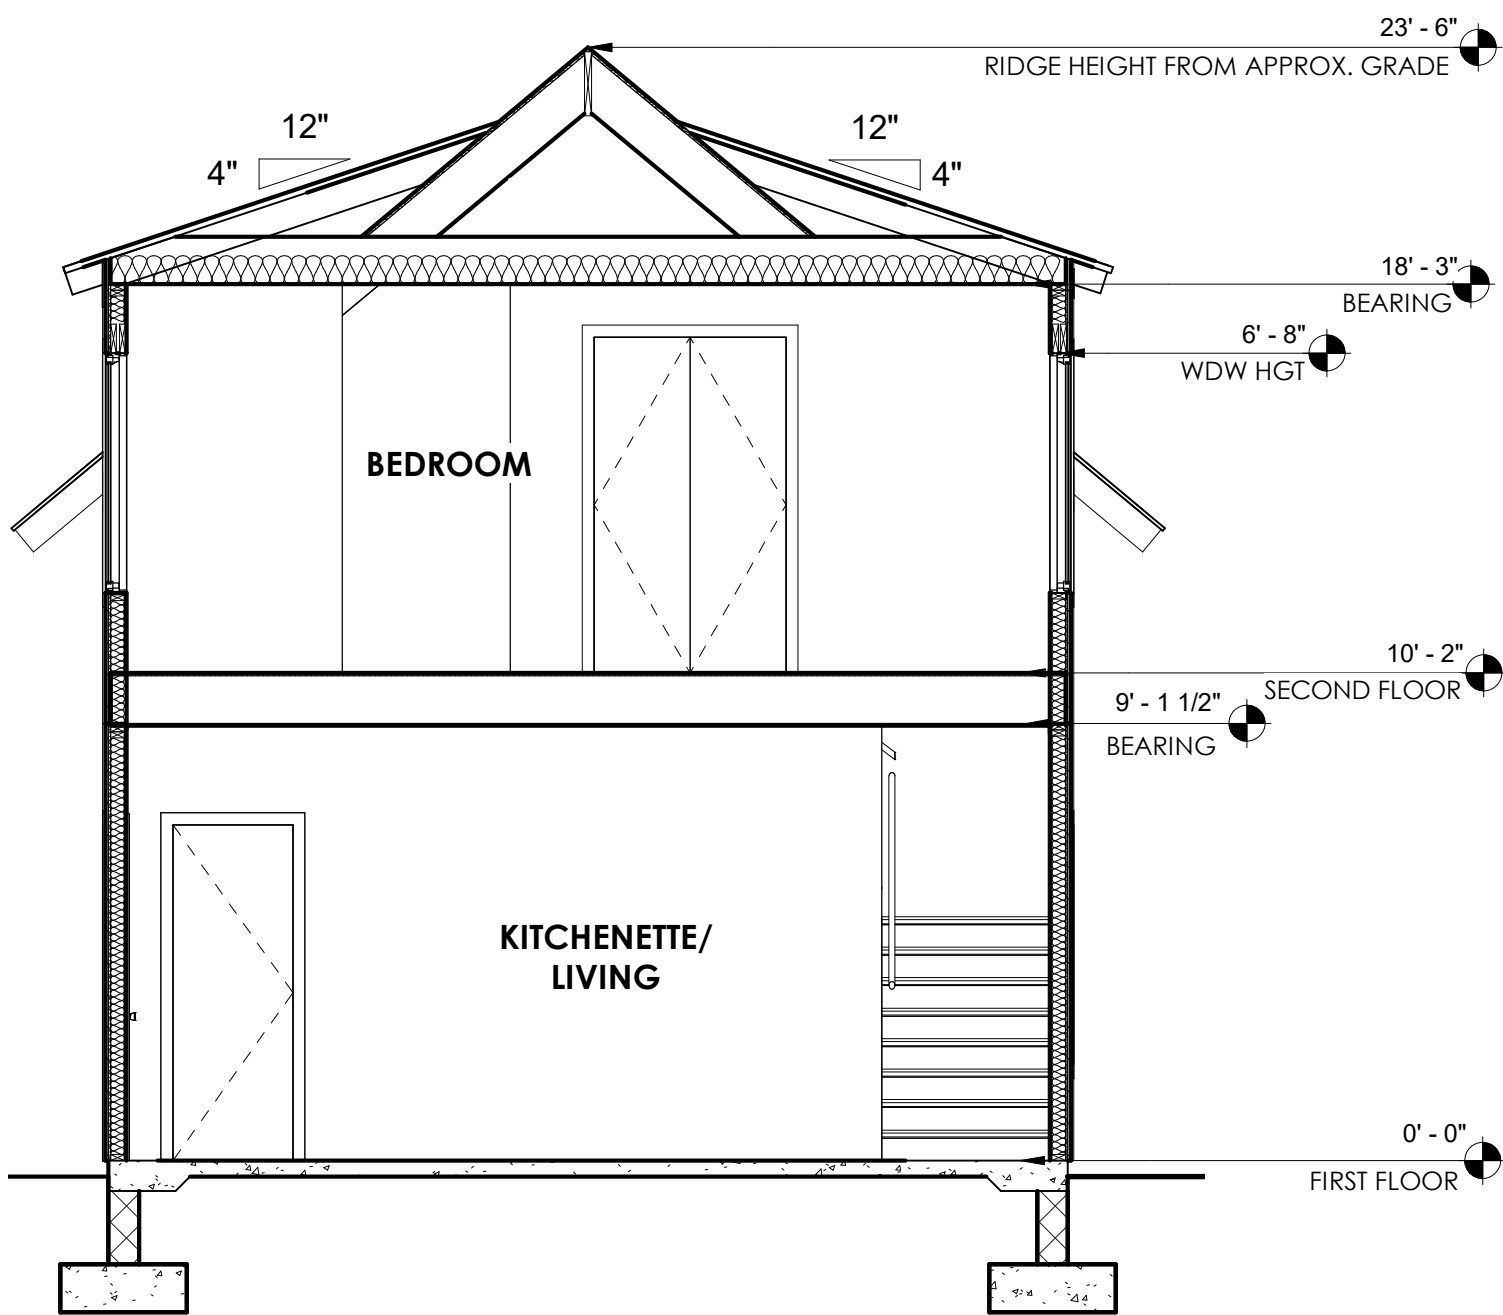 23' - 6"
RIDGE HEIGHT FROM APPROX. GRADE
12"
12"
4"
4"
18' - 3"
BEARING
6' - 8"
WDW HGT
BEDROOM
10' - 2"
SECOND FLOOR
9' - 1 1/2"
BEARING
KITCHENETTE/
LIVING
0' - 0"
FIRST FLOOR